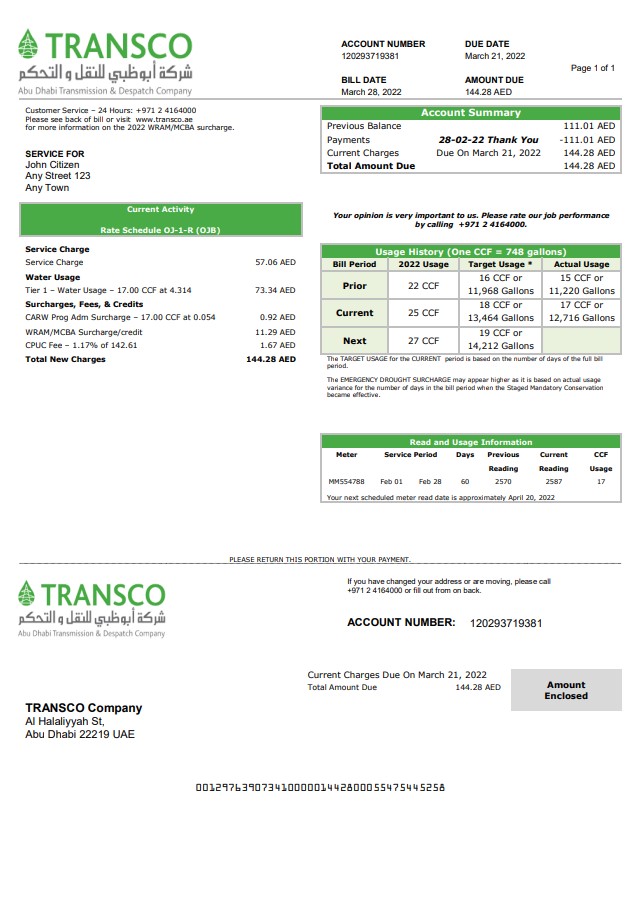 TRANSCO
شركة أبوظبي للنقل و التحكم
Abu Dhabi Transmission & Despatch Company
ACCOUNT NUMBER DUE DATE
120293719381 March 21, 2022
Page 1 of 1
BILL DATE AMOUNT DUE
March 28, 2022 144.28 AED
Customer Service – 24 Hours: +971 2 4164000
Please see back of bill or visit www.transco.ae
for more information on the 2022 WRAM/MCBA surcharge.
SERVICE FOR
John Citizen
Any Street 123
Any Town
Account Summary
Previous Balance 111.01 AED
Payments 28-02-22 Thank You -111.01 AED
Current Charges Due On March 21, 2022 144.28 AED
Total Amount Due 144.28 AED
Current Activity
Rate Schedule OJ-1-R (OJB)
Service Charge
Service Charge 57.06 AED
Water Usage
Tier 1 – Water Usage – 17.00 CCF at 4.314 73.34 AED
Surcharges, Fees, & Credits
CARW Prog Adm Surcharge – 17.00 CCF at 0.054 0.92 AED
WRAM/MCBA Surcharge/credit 11.29 AED
CPUC Fee – 1.17% of 142.61 1.67 AED
Total New Charges 144.28 AED
Your opinion is very important to us. Please rate our job performance
by calling +971 2 4164000.
Usage History (One CCF = 748 gallons)
Bill Period 2022 Usage Target Usage * Actual Usage
Prior 22 CCF 16 CCF or 11,968 Gallons 15 CCF or 11,220 Gallons
Current 25 CCF 18 CCF or 13,464 Gallons 17 CCF or 12,716 Gallons
Next 27 CCF 19 CCF or 14,212 Gallons
The TARGET USAGE for the CURRENT period is based on the number of days of the full bill
period.
The EMERGENCY DROUGHT SURCHARGE may appear higher as it is based on actual usage
variance for the number of days in the bill period when the Staged Mandatory Conservation
became effective.
Read and Usage Information
Meter Service Period Days Previous Current CCF
Reading Reading Usage
MM554788 Feb 01 Feb 28 60 2570 2587 17
Your next scheduled meter read date is approximately April 20, 2022
PLEASE RETURN THIS PORTION WITH YOUR PAYMENT.
TRANSCO
شركة أبوظبي للنقل و التحكم
Abu Dhabi Transmission & Despatch Company
If you have changed your address or are moving, please call
+971 2 4164000 or fill out from on back.
ACCOUNT NUMBER: 120293719381
Current Charges Due On March 21, 2022
Total Amount Due 144.28 AED
Amount
Enclosed
TRANSCO Company
Al Halaliyyah St,
Abu Dhabi 22219 UAE
00129763907341000001442800055475445258